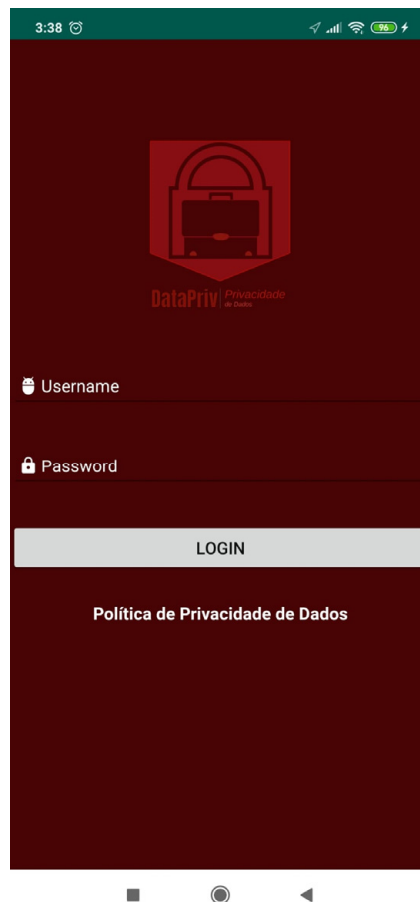 3:38
96
DataPriv Privacidade
de Dados
Username
Password
LOGIN
Política de Privacidade de Dados